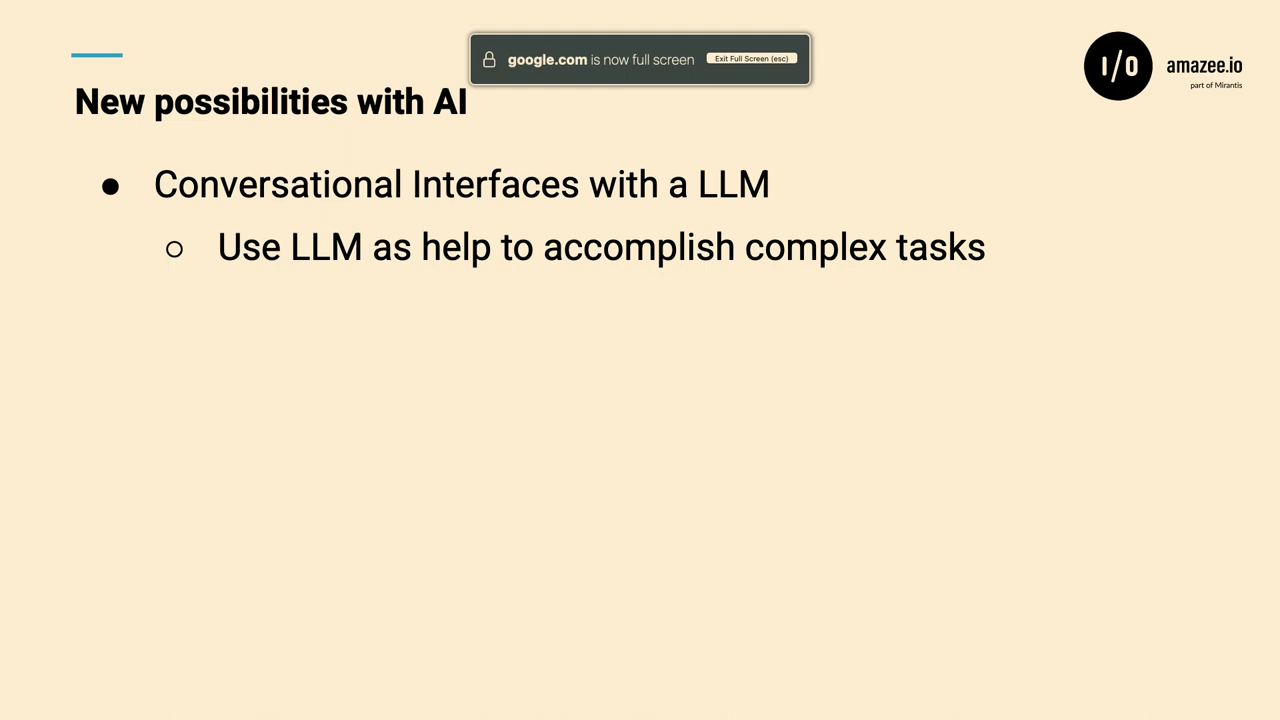 google.com is now full screen
Exit Full Screen (esc)
I/O
amazee.io
part of Mirantis
New possibilities with AI
● Conversational Interfaces with a LLM
○ Use LLM as help to accomplish complex tasks